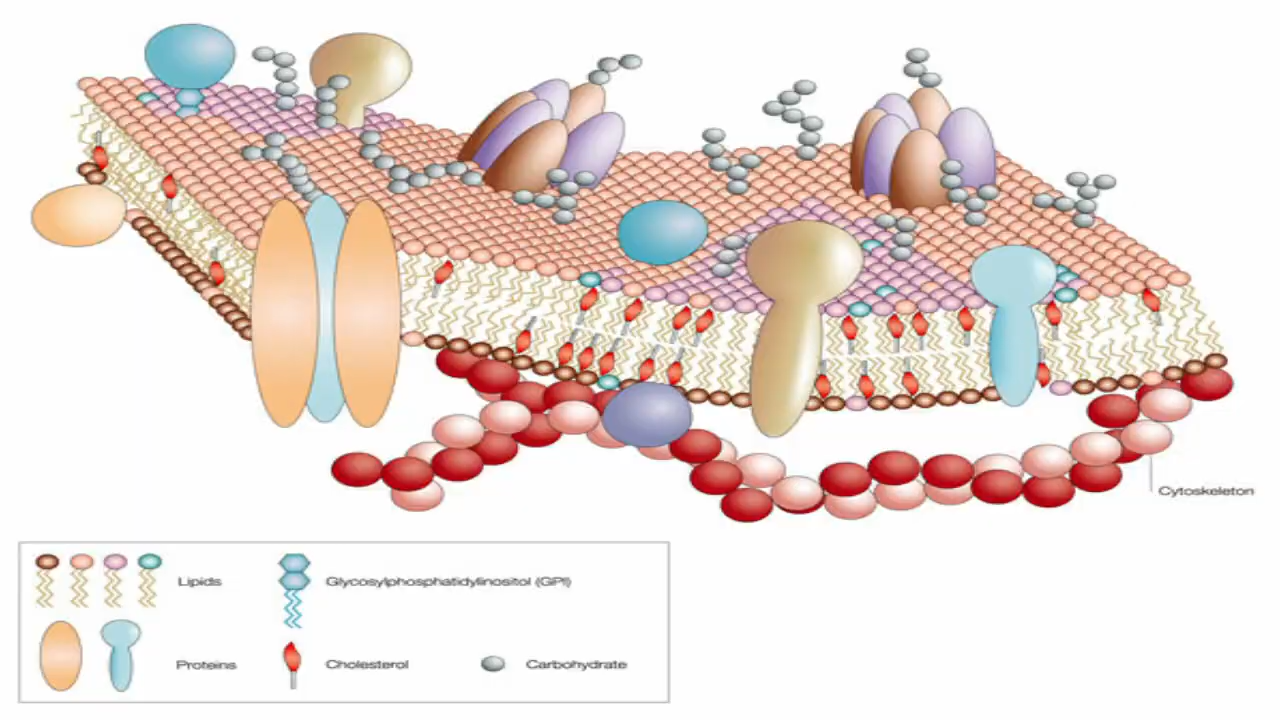 Cytoskeleton
Lipids
Glycosylphosphatidylinositol (GPI)
Proteins
Cholesterol
Carbohydrate